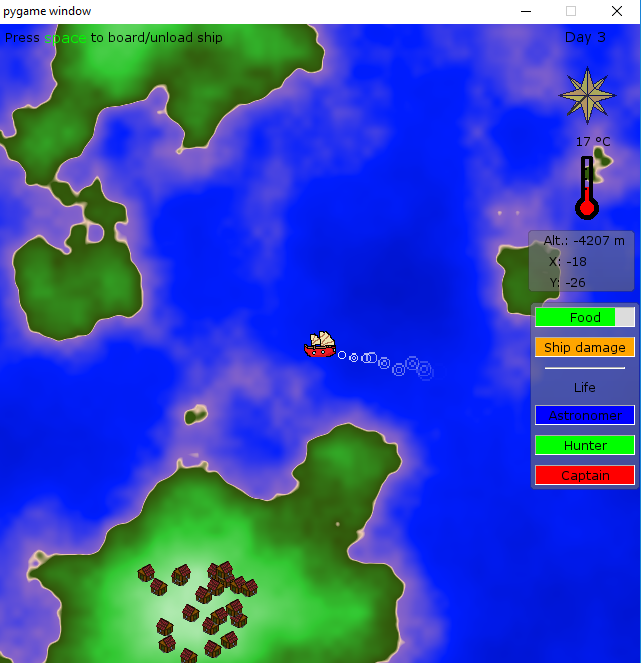 pygame window
Press space to board/unload ship
Day 3
17 ºC
Alt.: -4207 m
X: -18
Y: -26
Food
Ship damage
Life
Astronomer
Hunter
Captain